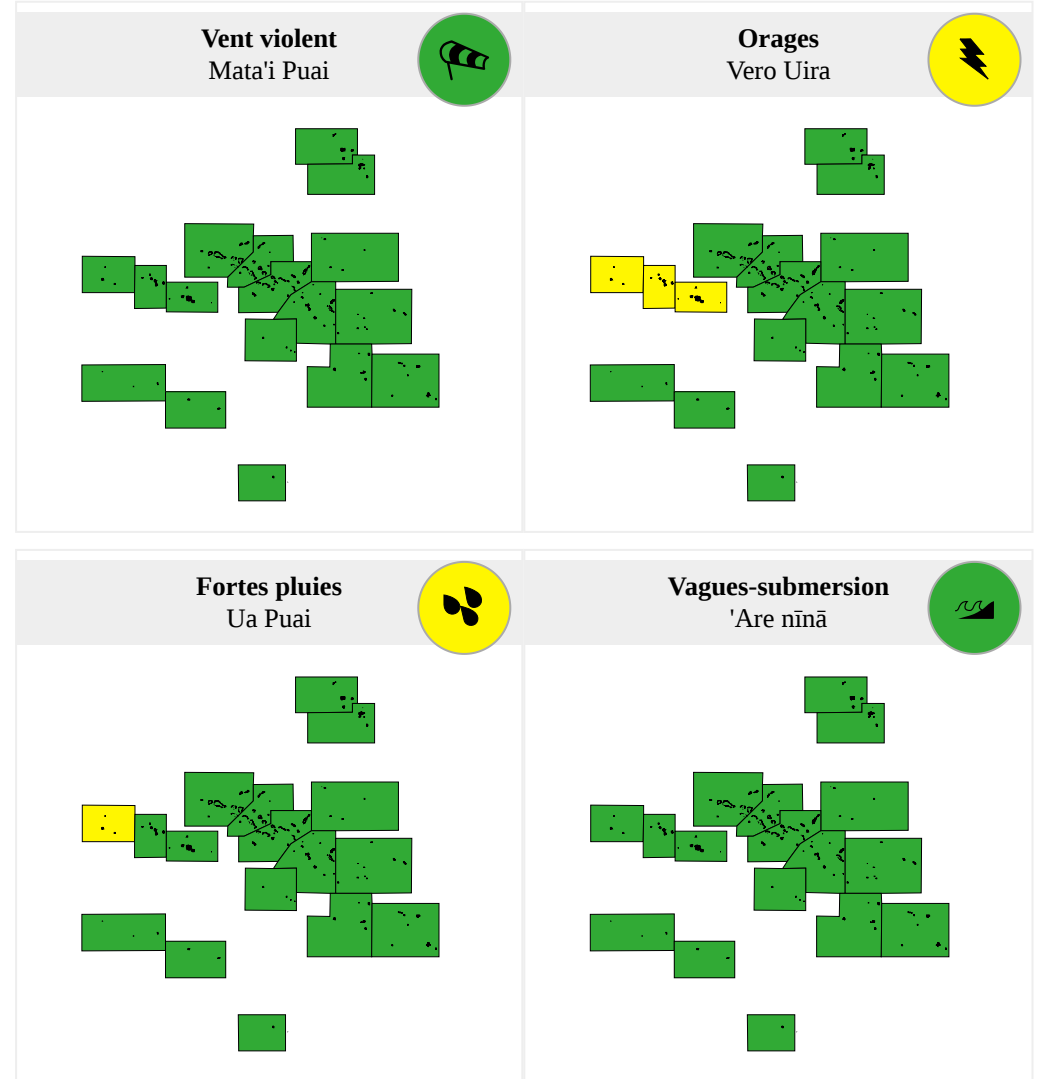 Vent violent
Mata'i Puai
Orages
Vero Uira
Fortes pluies
Ua Puai
Vagues-submersion
'Are nīnā